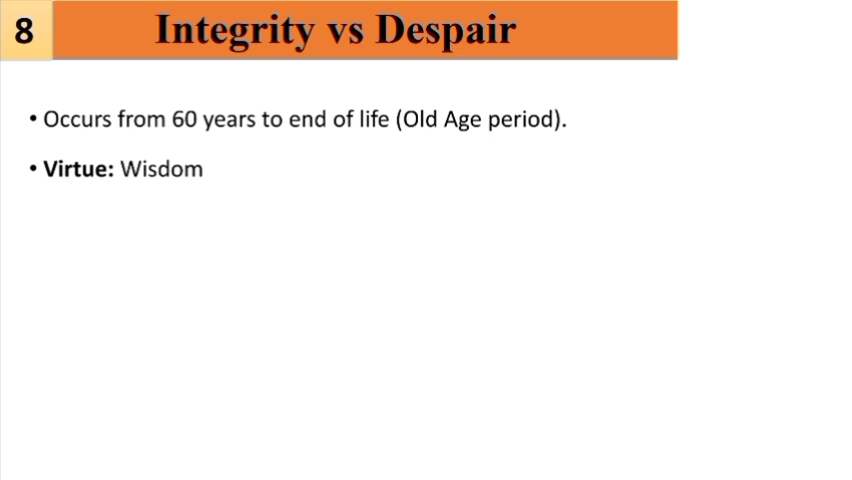 8
Integrity vs Despair
• Occurs from 60 years to end of life (Old Age period).
• Virtue: Wisdom